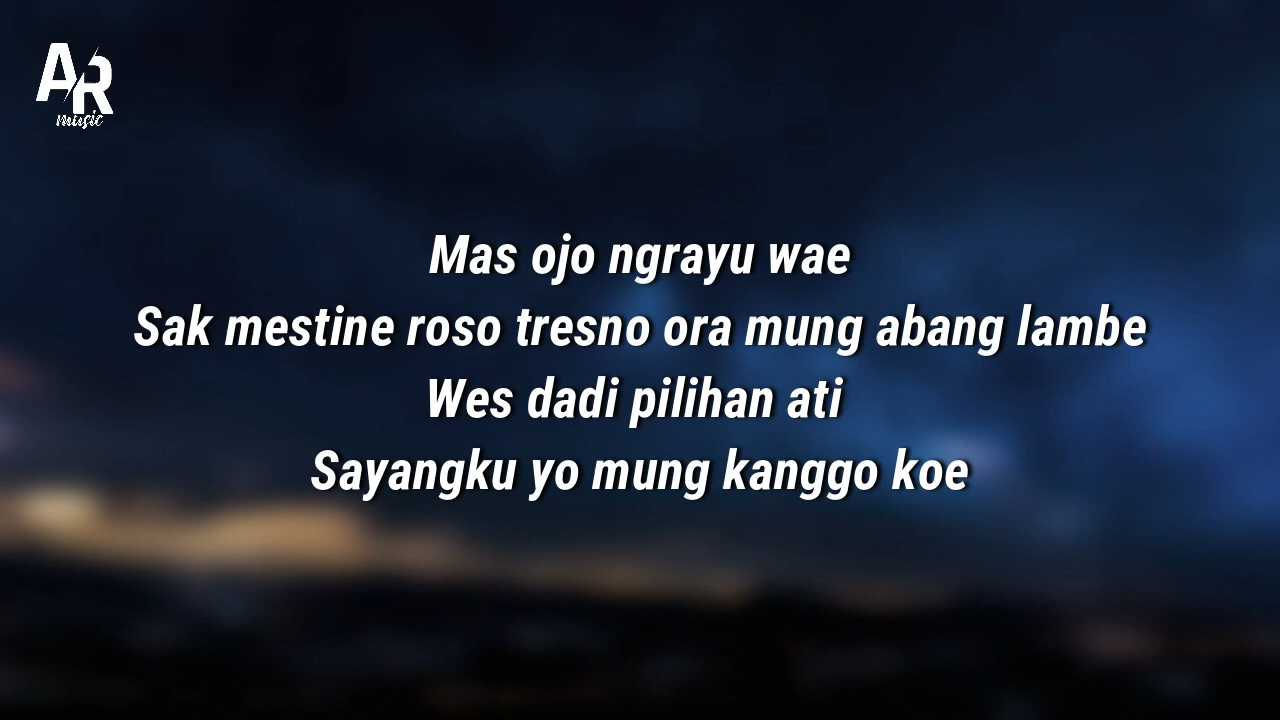 AR
music
Mas ojo ngrayu wae
Sak mestine roso tresno ora mung abang lambe
Wes dadi pilihan ati
Sayangku yo mung kanggo koe